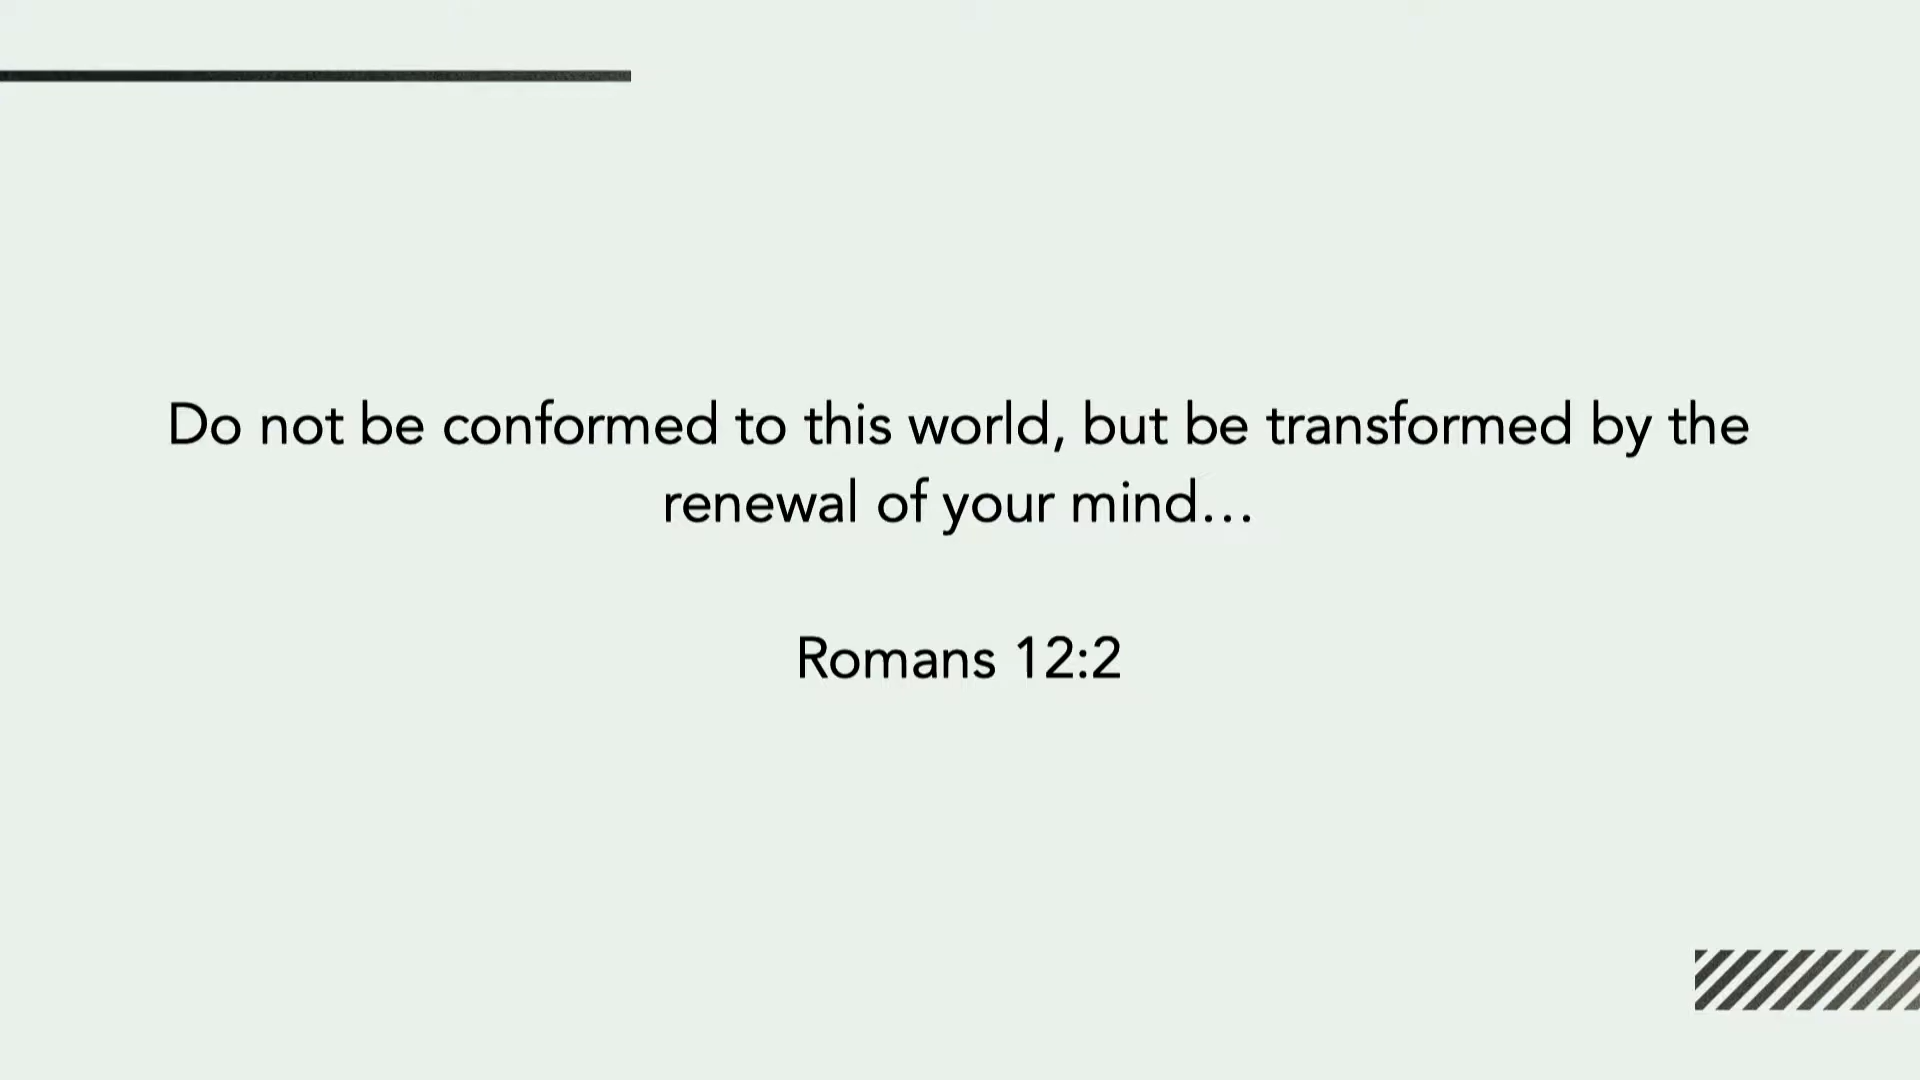 Do not be conformed to this world, but be transformed by the
renewal of your mind…
Romans 12:2